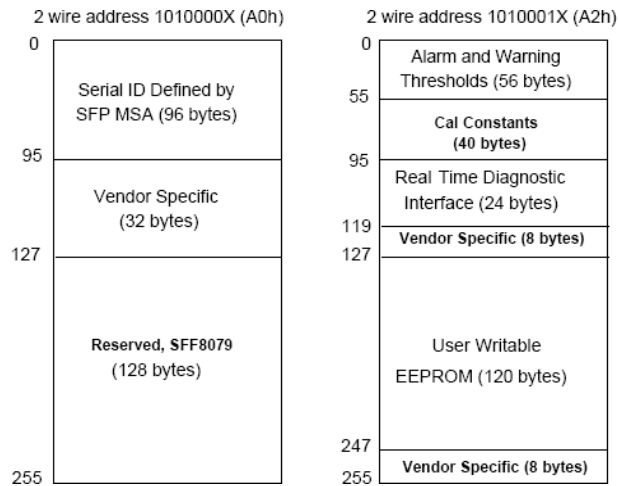 2 wire address 1010000X (A0h)
0
Serial ID Defined by
SFP MSA (96 bytes)
95
Vendor Specific
(32 bytes)
127
Reserved, SFF8079
(128 bytes)
255
2 wire address 1010001X (A2h)
0
Alarm and Warning
Thresholds (56 bytes)
55
Cal Constants
(40 bytes)
95
Real Time Diagnostic
Interface (24 bytes)
119
Vendor Specific (8 bytes)
127
User Writable
EEPROM (120 bytes)
247
Vendor Specific (8 bytes)
255